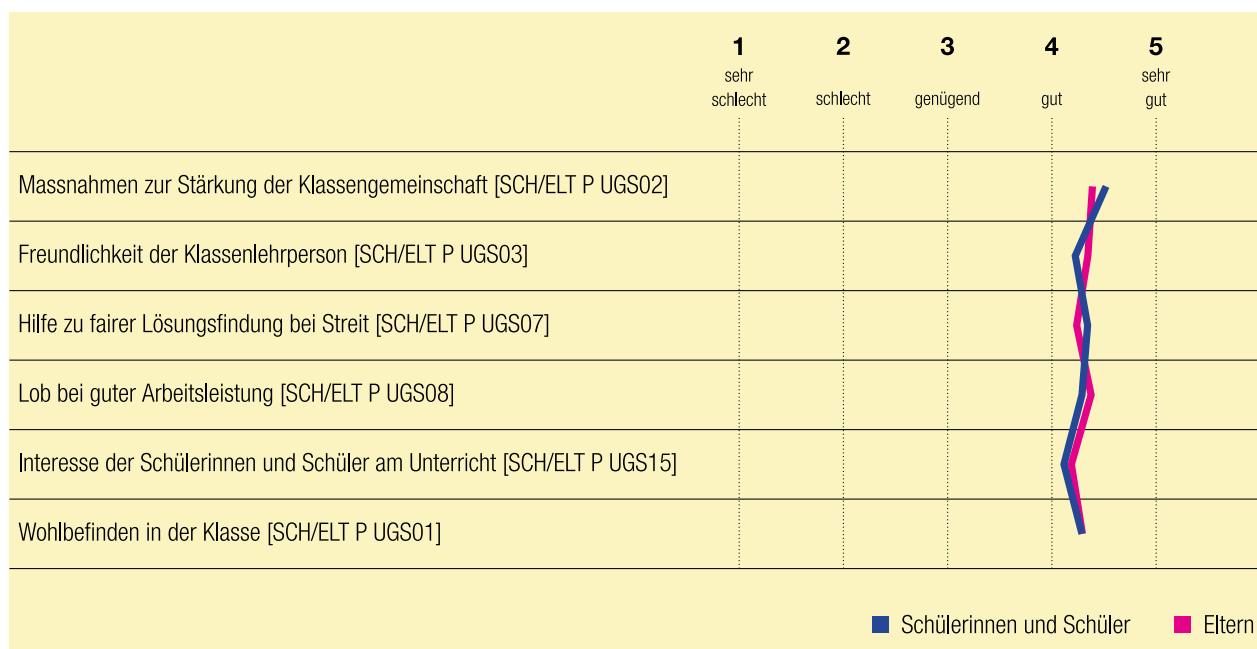 1 2 3 4 5
sehr schlecht schlecht genügend gut sehr gut
Massnahmen zur Stärkung der Klassengemeinschaft [SCH/ELT P UGS02]
Freundlichkeit der Klassenlehrperson [SCH/ELT P UGS03]
Hilfe zu fairer Lösungsfindung bei Streit [SCH/ELT P UGS07]
Lob bei guter Arbeitsleistung [SCH/ELT P UGS08]
Interesse der Schülerinnen und Schüler am Unterricht [SCH/ELT P UGS15]
Wohlbefinden in der Klasse [SCH/ELT P UGS01]
Schülerinnen und Schüler Eltern